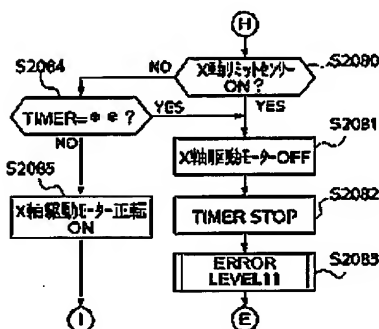 H
S2084
NO
X軸リミットセンサー
ON?
S2080
TIMER=**?
YES
YES
S2081
NO
X軸駆動モーターOFF
S2085
X軸駆動モーター正転
ON
S2082
TIMER STOP
ERROR
LEVEL11
S2083
I
E